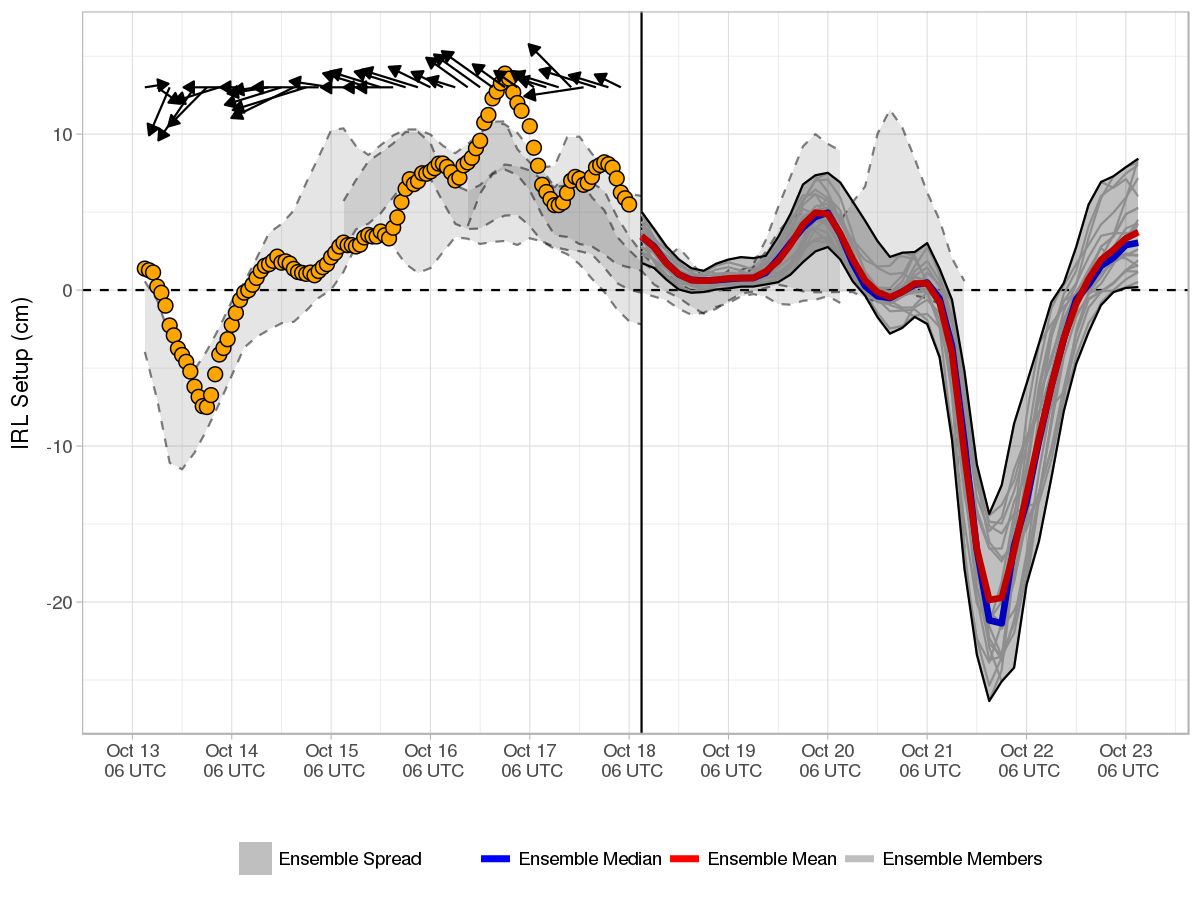 IRL Setup (cm)
10
0
-10
-20
Oct 13 Oct 14 Oct 15 Oct 16 Oct 17 Oct 18 Oct 19 Oct 20 Oct 21 Oct 22 Oct 23
06 UTC 06 UTC 06 UTC 06 UTC 06 UTC 06 UTC 06 UTC 06 UTC 06 UTC 06 UTC 06 UTC
Ensemble Spread Ensemble Median Ensemble Mean Ensemble Members